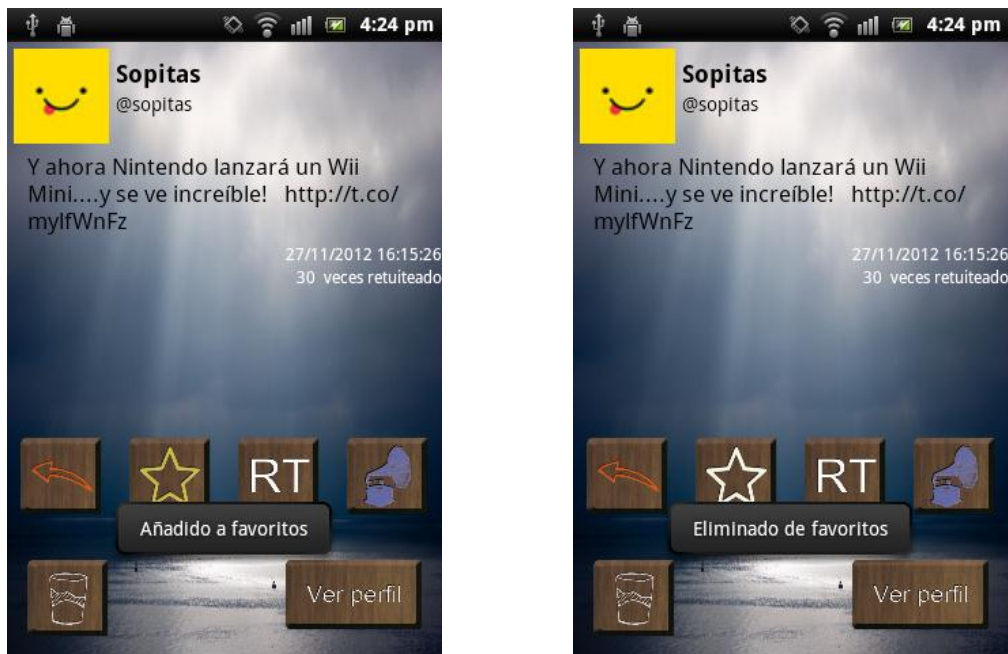 4:24 pm
Sopitas
@sopitas
Y ahora Nintendo lanzará un Wii
Mini....y se ve increíble!   http://t.co/
mylfWnFz
27/11/2012 16:15:26
30 veces retuiteado
RT
Añadido a favoritos
Ver perfil
4:24 pm
Sopitas
@sopitas
Y ahora Nintendo lanzará un Wii
Mini....y se ve increíble!   http://t.co/
mylfWnFz
27/11/2012 16:15:26
30 veces retuiteado
RT
Eliminado de favoritos
Ver perfil